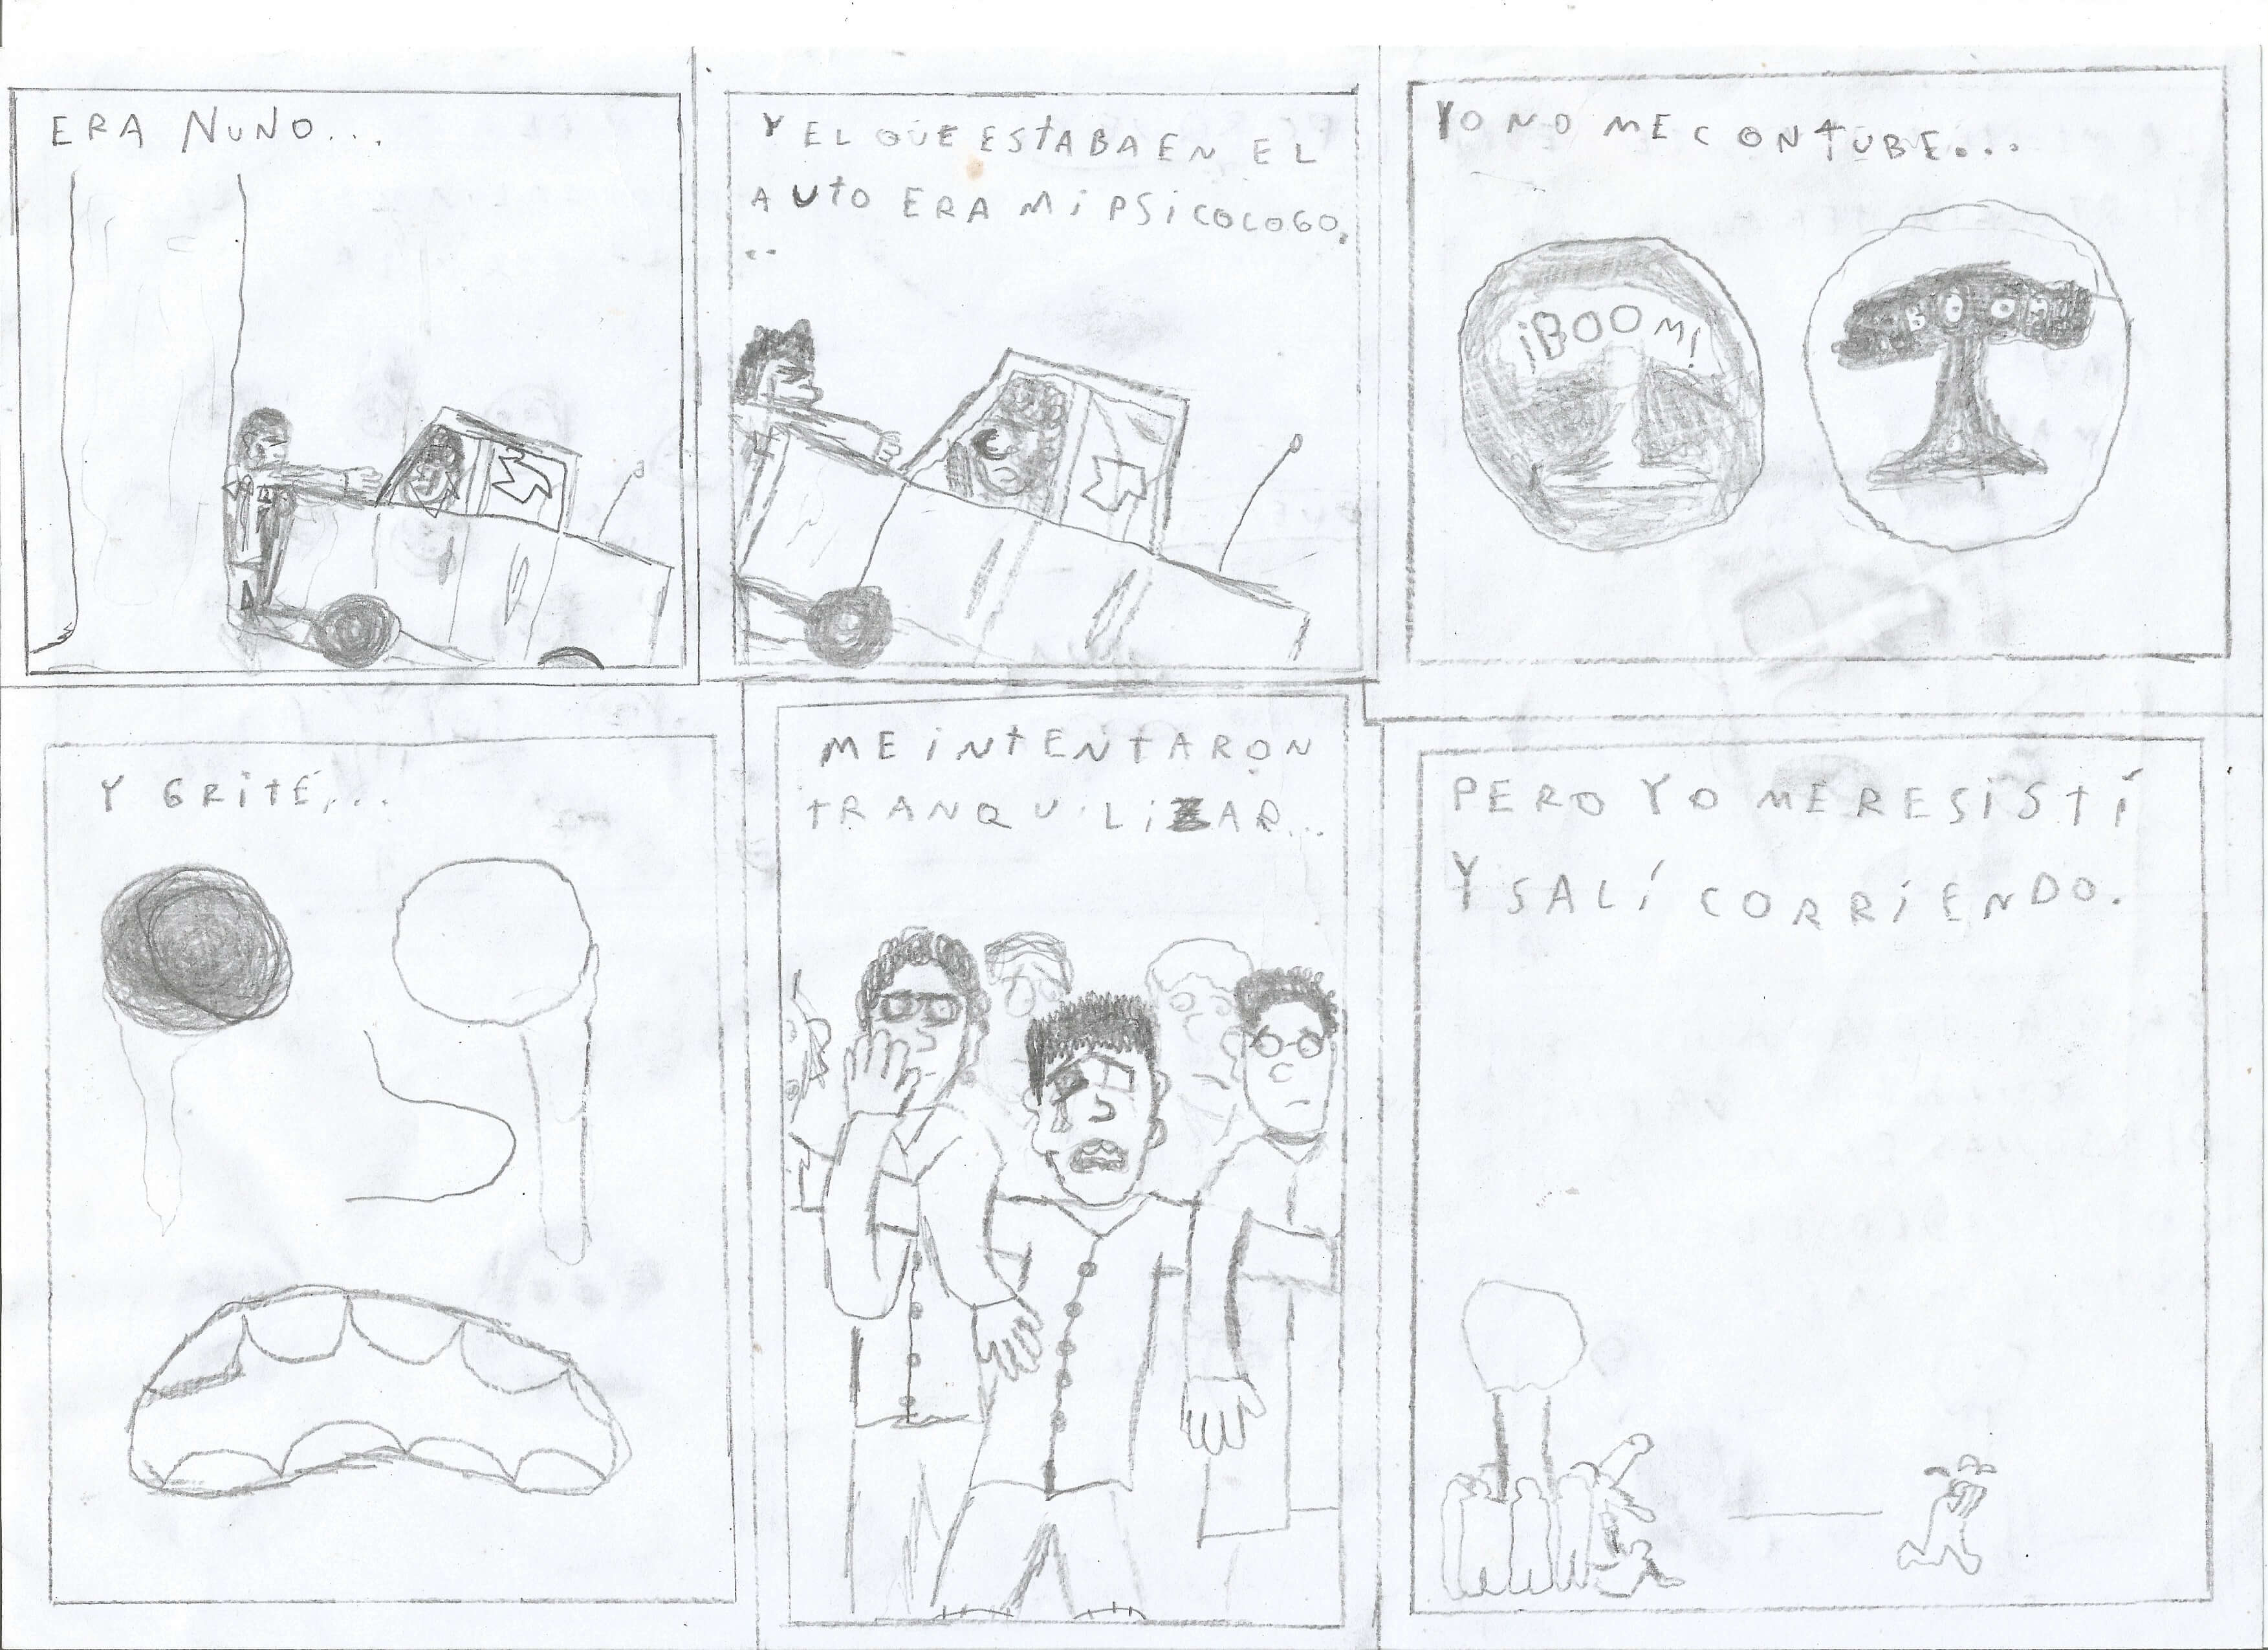 ERA NUNO...
Y EL QUE ESTABA EN EL
AUTO ERA MI PSICOLOGO.
..
YO NO ME CONTUBE...
¡BOOM!
BOOM
Y GRITÉ...
ME INTENTARON
TRANQUILIZAR...
PERO YO ME RESISTÍ
Y SALÍ CORRIENDO.